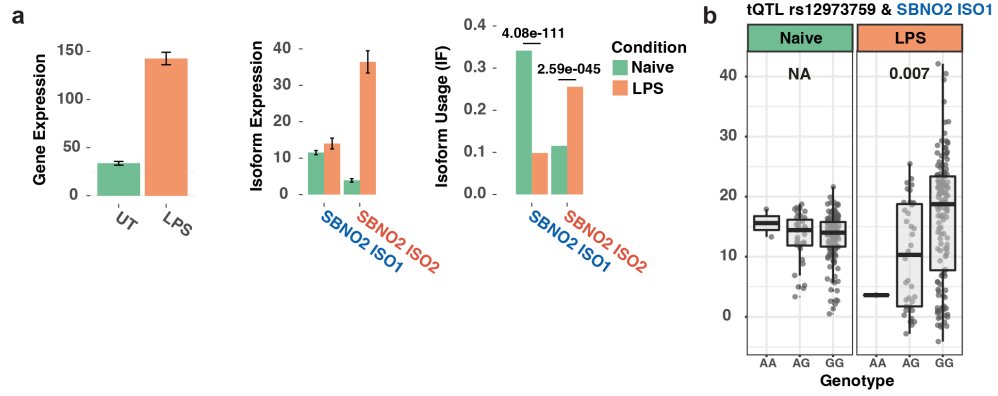 a
Gene Expression
150
100
50
0
UT
LPS
Isoform Expression
40
30
20
10
0
SBNO2 ISO1
SBNO2 ISO2
Isoform Usage (IF)
0.4
0.3
0.2
0.1
0.0
4.08e-111
2.59e-045
SBNO2 ISO1
SBNO2 ISO2
Condition
Naive
LPS
b
tQTL rs12973759 & SBNO2 ISO1
Naive
LPS
NA
0.007
40
30
20
10
0
AA AG GG
AA AG GG
Genotype